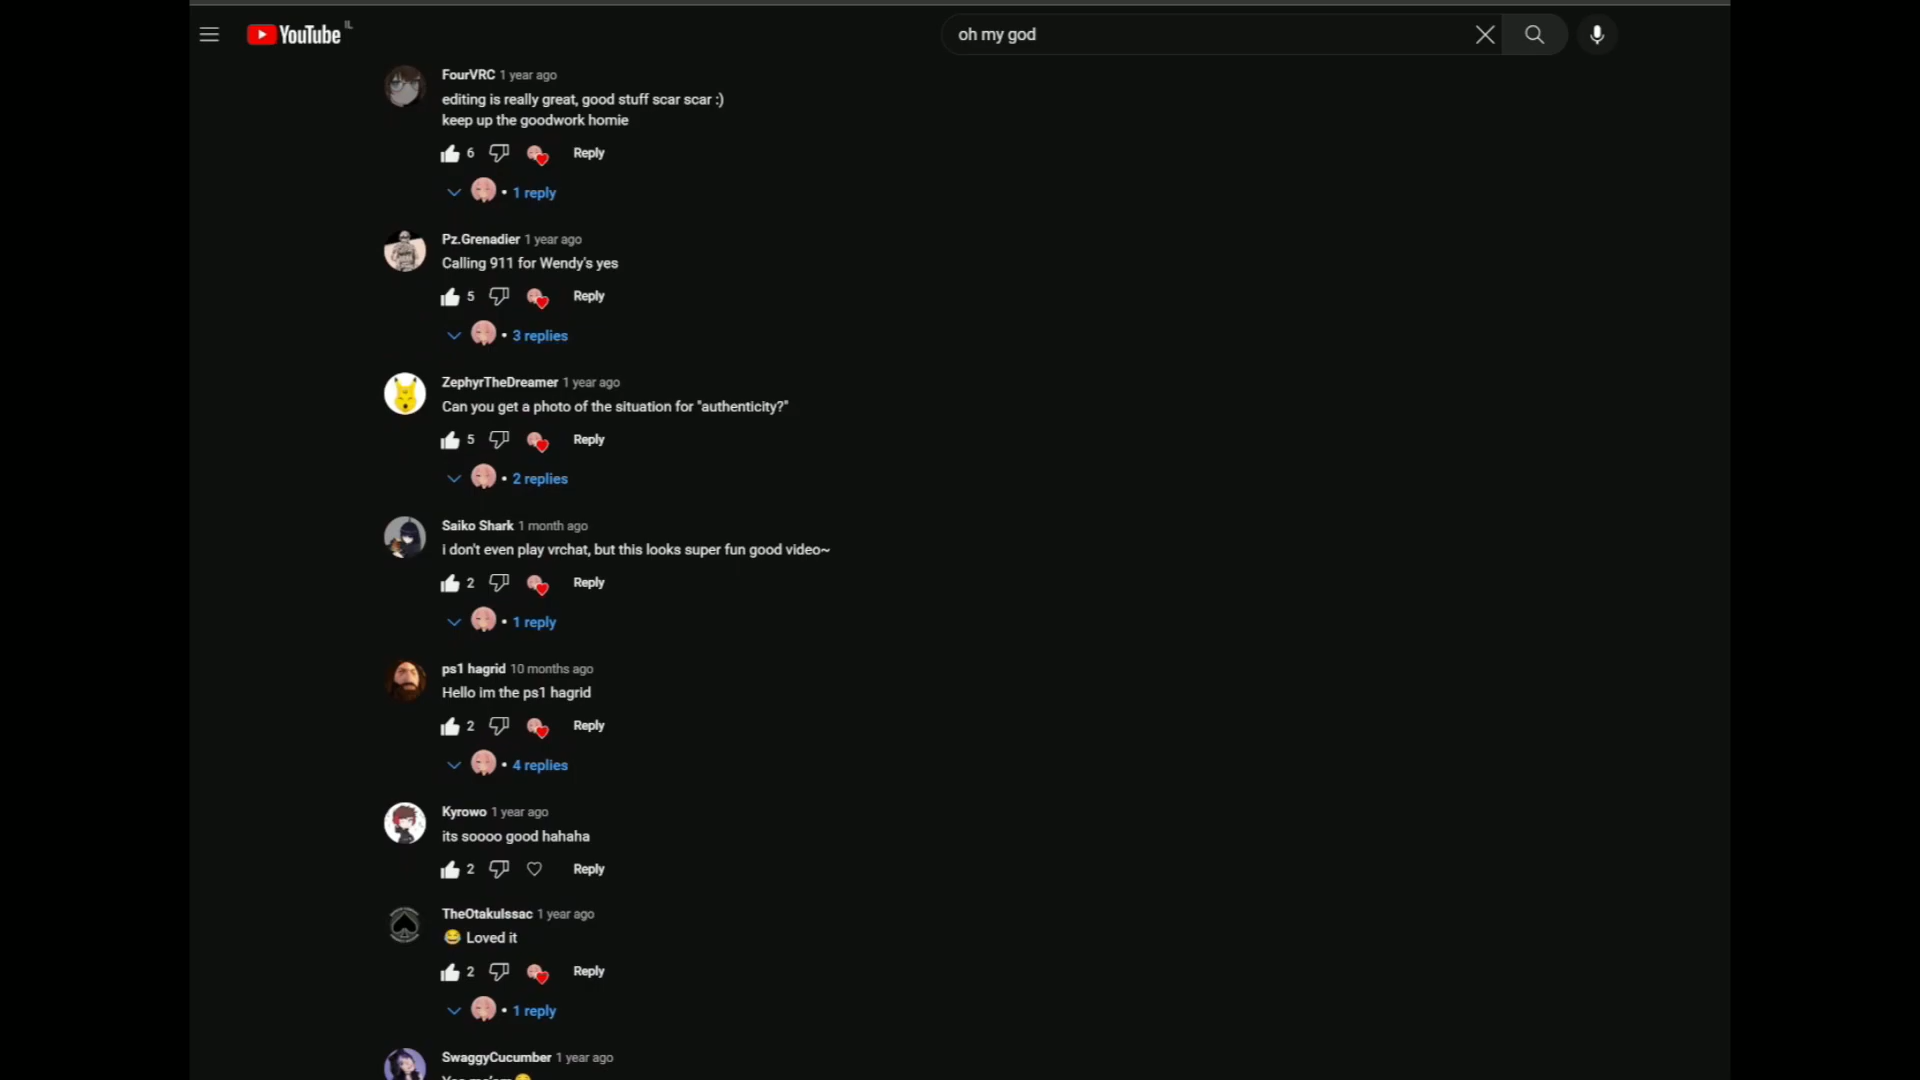 YouTube IL
oh my god
FourVRC 1 year ago
editing is really great, good stuff scar scar :)
keep up the goodwork homie
6 Reply
• 1 reply
Pz.Grenadier 1 year ago
Calling 911 for Wendy's yes
5 Reply
• 3 replies
ZephyrTheDreamer 1 year ago
Can you get a photo of the situation for "authenticity?"
5 Reply
• 2 replies
Saiko Shark 1 month ago
i don't even play vrchat, but this looks super fun good video~
2 Reply
• 1 reply
ps1 hagrid 10 months ago
Hello im the ps1 hagrid
2 Reply
• 4 replies
Kyrowo 1 year ago
its soooo good hahaha
2 Reply
TheOtakuIssac 1 year ago
😂 Loved it
2 Reply
• 1 reply
SwaggyCucumber 1 year ago